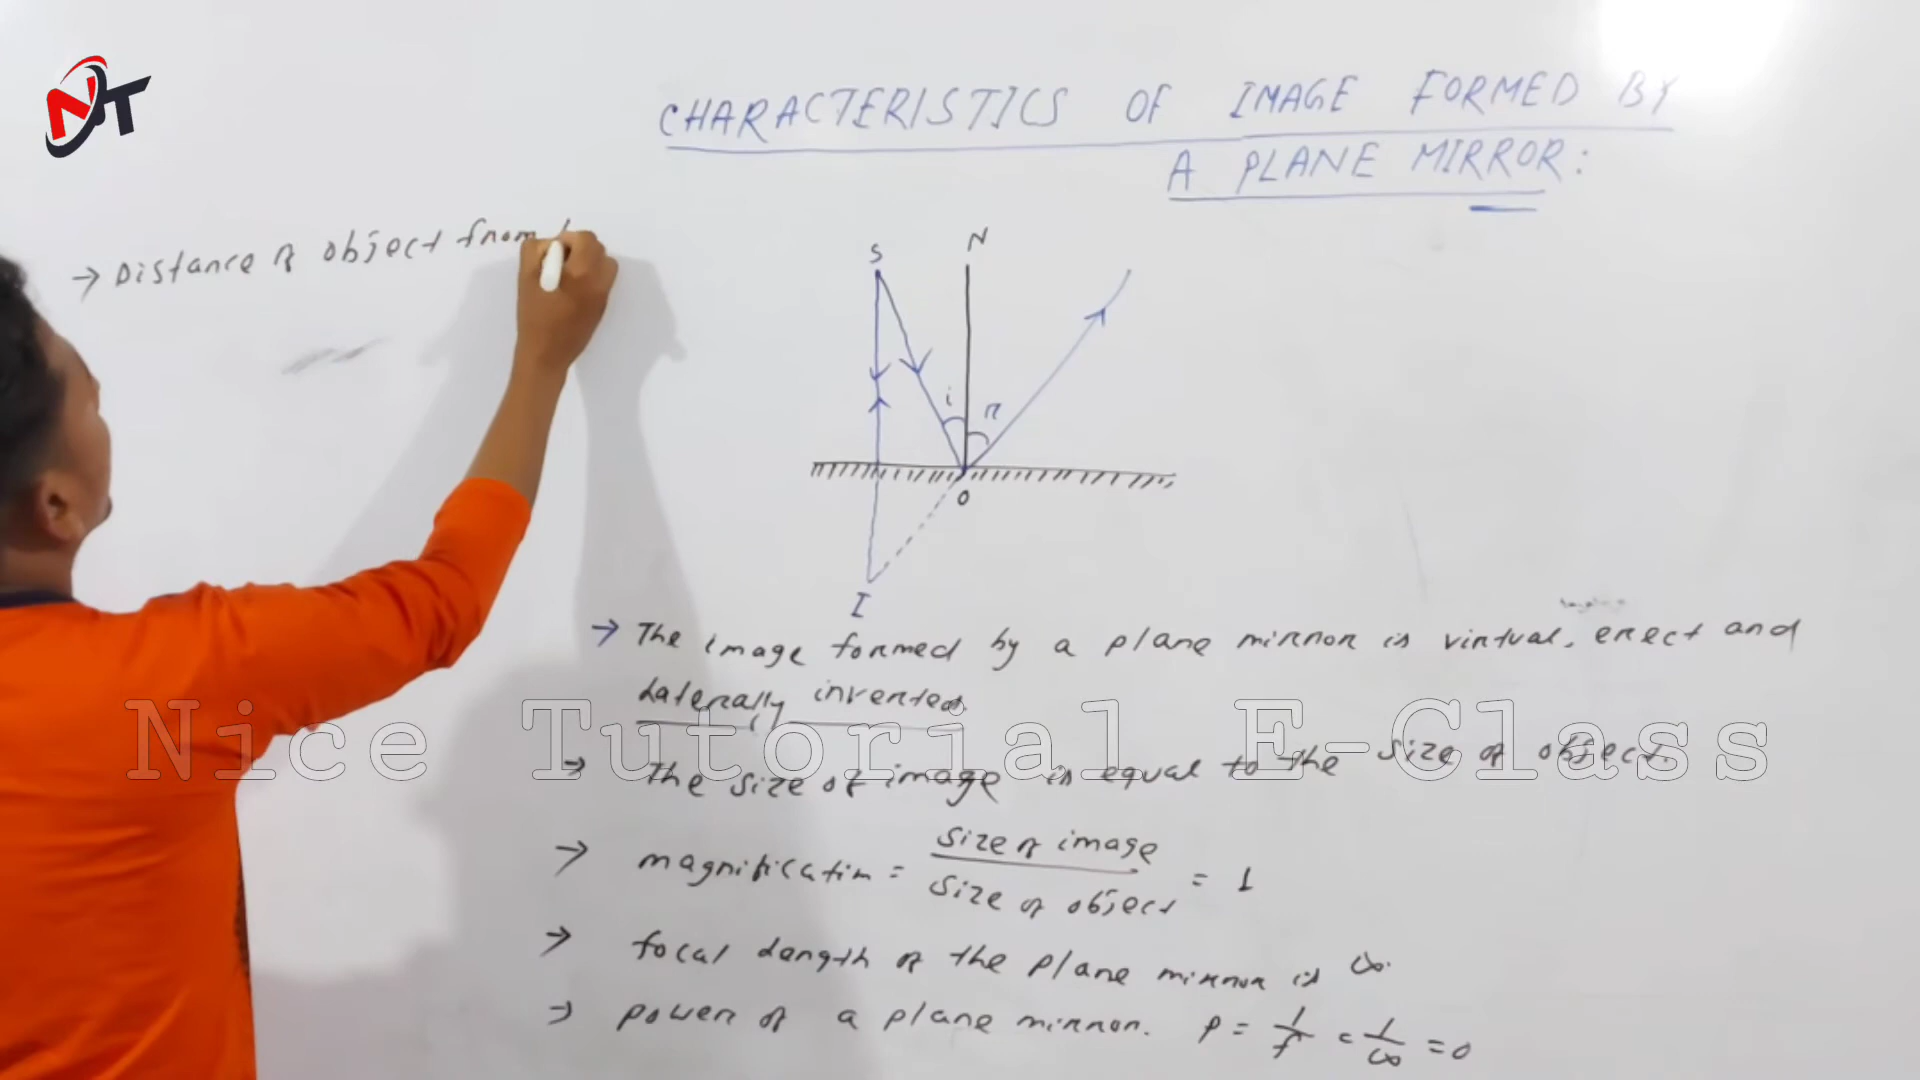 NT
CHARACTERISTICS OF IMAGE FORMED BY
A PLANE MIRROR:
→ Distance of object from
S
N
i
r
O
I
→ The image formed by a plane mirror is virtual, erect and
Laterally inverted.
→ The size of image is equal to the size of object.
→ magnification = size of image / size of object = 1
→ focal length of the plane mirror is ∞.
→ power of a plane mirror. P = 1/f = 1/∞ = 0
Nice Tutorial E-Class